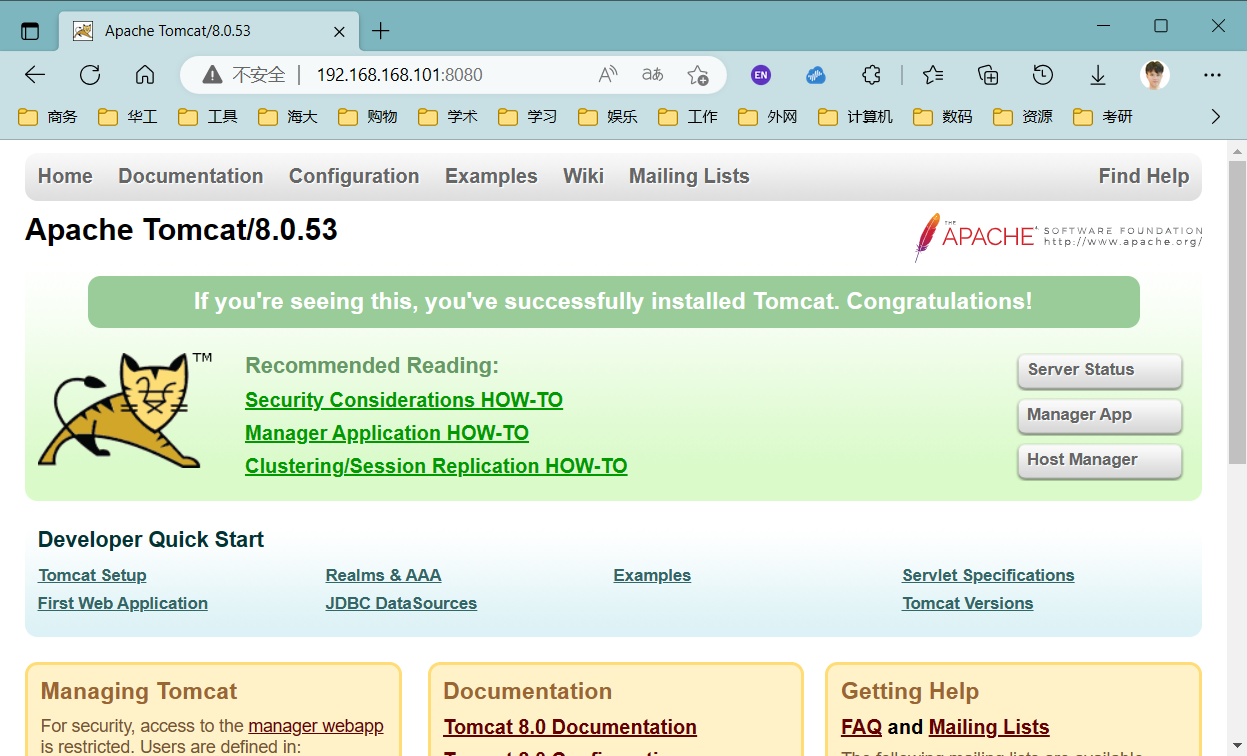 Apache Tomcat/8.0.53
不安全 192.168.168.101:8080 A あ EN
商务 华工 工具 海大 购物 学术 学习 娱乐 工作 外网 计算机 数码 资源 考研
Home Documentation Configuration Examples Wiki Mailing Lists Find Help
Apache Tomcat/8.0.53
THE APACHE SOFTWARE FOUNDATION
http://www.apache.org/
If you're seeing this, you've successfully installed Tomcat. Congratulations!
TM
Recommended Reading:
Security Considerations HOW-TO
Manager Application HOW-TO
Clustering/Session Replication HOW-TO
Server Status
Manager App
Host Manager
Developer Quick Start
Tomcat Setup Realms & AAA Examples Servlet Specifications
First Web Application JDBC DataSources Tomcat Versions
Managing Tomcat
For security, access to the manager webapp
is restricted. Users are defined in:
Documentation
Tomcat 8.0 Documentation
Getting Help
FAQ and Mailing Lists